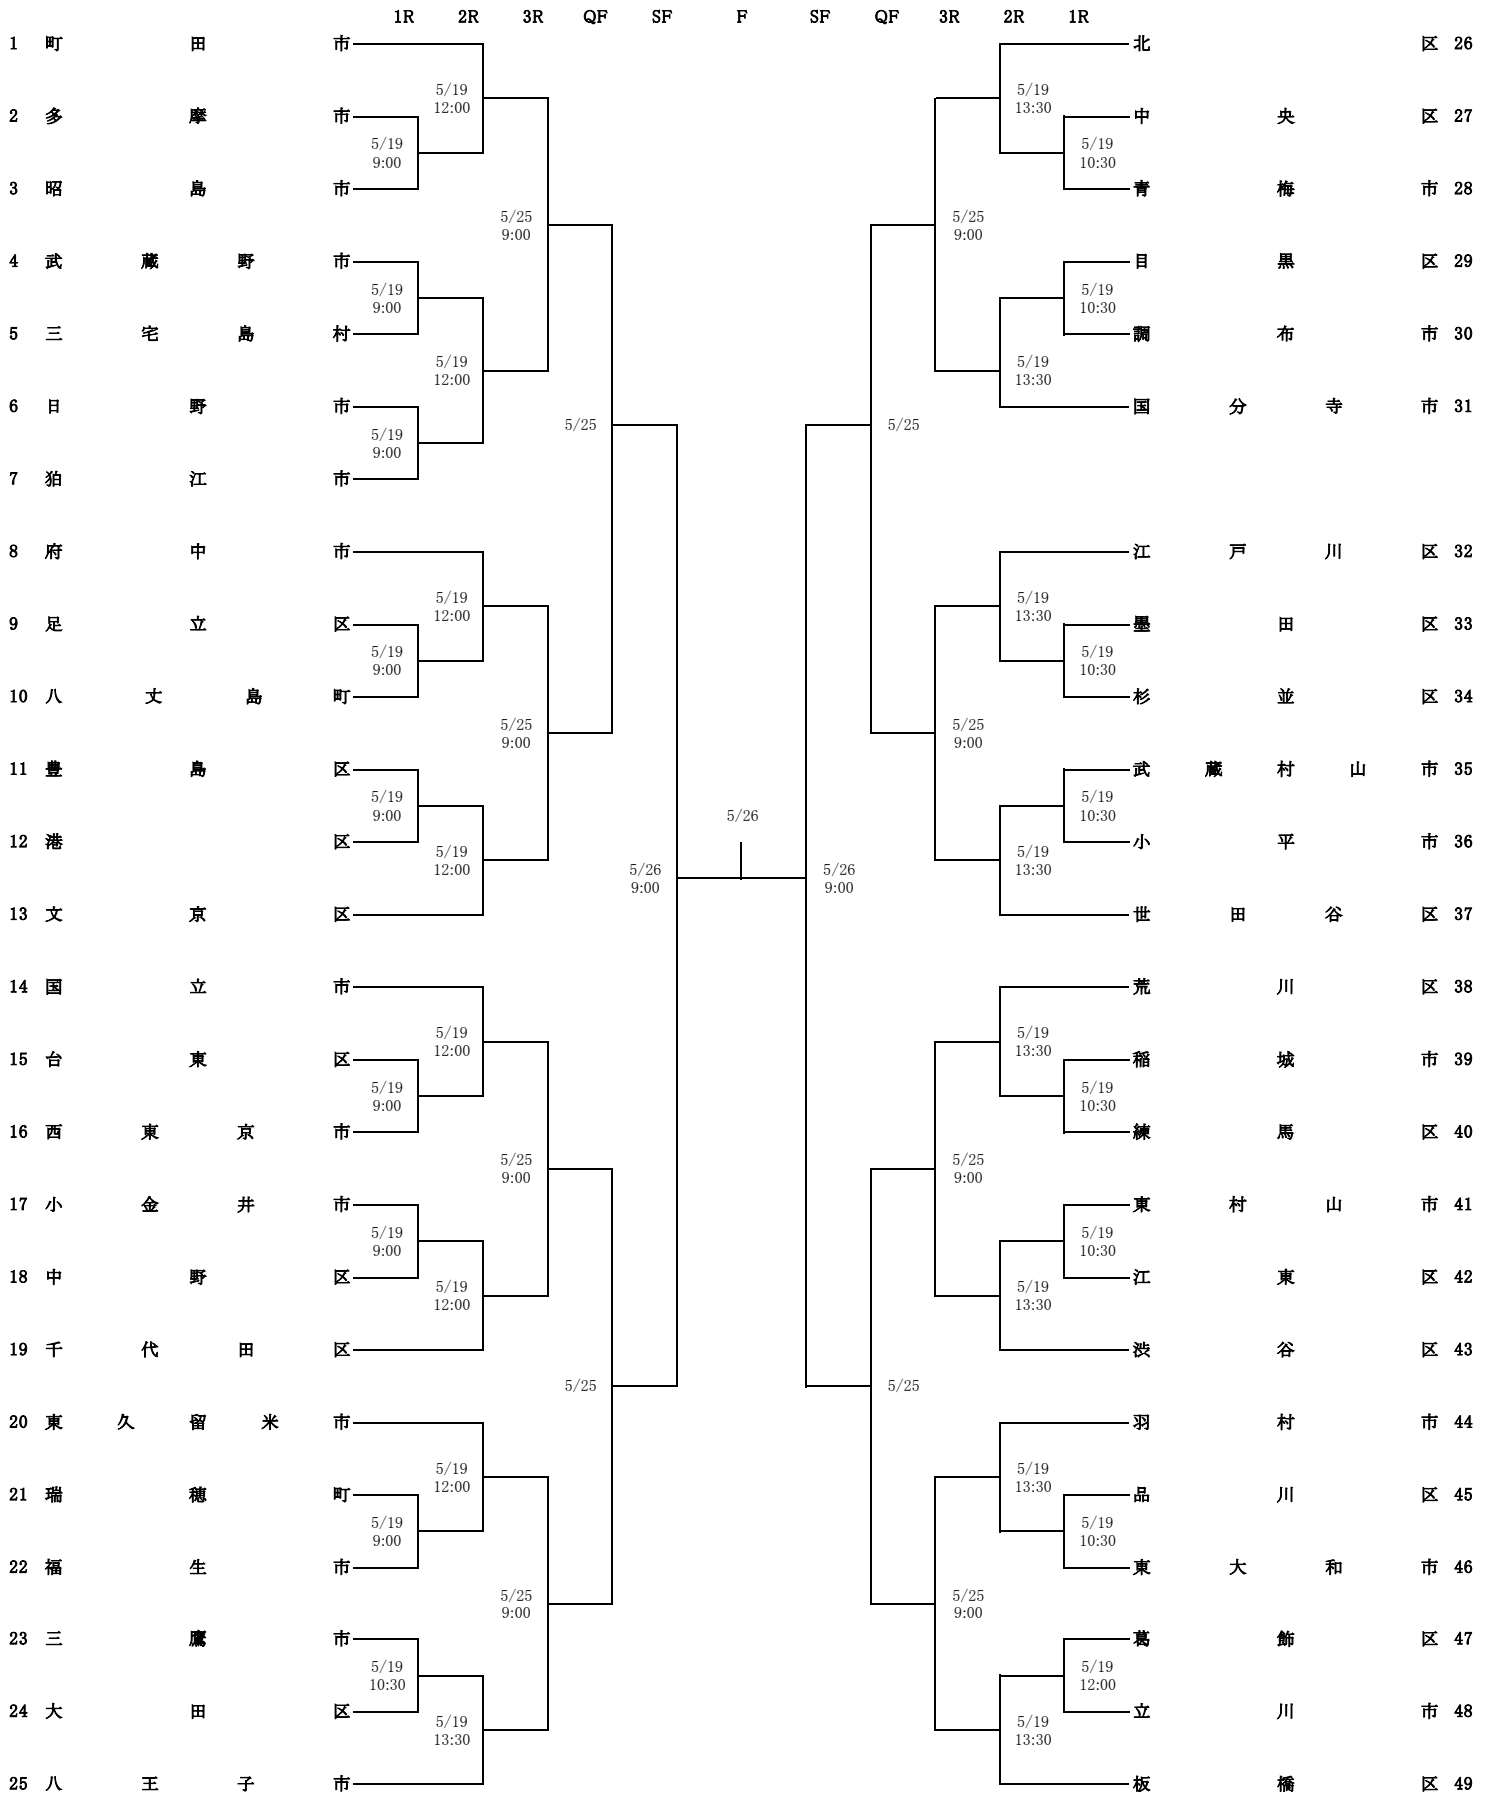 1R 2R 3R QF SF F SF QF 3R 2R 1R
1 町田市 北区 26
5/19 5/19
12:00 13:30
2 多摩市 中央区 27
5/19 5/19
9:00 10:30
3 昭島市 青梅市 28
5/25 5/25
9:00 9:00
4 武蔵野市 目黒区 29
5/19 5/19
9:00 10:30
5 三宅島村 調布市 30
5/19 5/19
12:00 13:30
6 日野市 国分寺市 31
5/25 5/25
5/19
9:00
7 狛江市
8 府中市 江戸川区 32
5/19 5/19
12:00 13:30
9 足立区 墨田区 33
5/19 5/19
9:00 10:30
10 八丈島町 杉並区 34
5/25 5/25
9:00 9:00
11 豊島区 武蔵村山市 35
5/19 5/19
9:00 10:30
5/26
12 港区 小平市 36
5/19 5/19
12:00 13:30
5/26 5/26
9:00 9:00
13 文京区 世田谷区 37
14 国立市 荒川区 38
5/19 5/19
12:00 13:30
15 台東区 稲城市 39
5/19 5/19
9:00 10:30
16 西東京市 練馬区 40
5/25 5/25
9:00 9:00
17 小金井市 東村山市 41
5/19 5/19
9:00 10:30
18 中野区 江東区 42
5/19 5/19
12:00 13:30
19 千代田区 渋谷区 43
5/25 5/25
20 東久留米市 羽村市 44
5/19 5/19
12:00 13:30
21 瑞穂町 品川区 45
5/19 5/19
9:00 10:30
22 福生市 東大和市 46
5/25 5/25
9:00 9:00
23 三鷹市 葛飾区 47
5/19 5/19
10:30 12:00
24 大田区 立川市 48
5/19 5/19
13:30 13:30
25 八王子市 板橋区 49